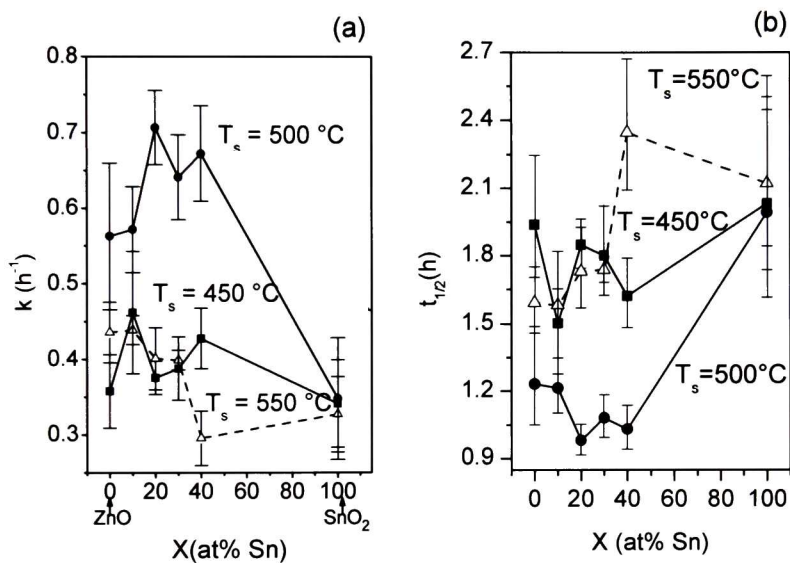 (a)
0.8
0.7
0.6
0.5
0.4
0.3
k (h⁻¹)
Tₛ = 500 °C
Tₛ = 450 °C
Tₛ = 550 °C
0 20 40 60 80 100
ZnO SnO₂
X(at% Sn)
(b)
2.7
2.4
2.1
1.8
1.5
1.2
0.9
t₁/₂(h)
Tₛ=550°C
Tₛ=450°C
Tₛ=500°C
0 20 40 60 80 100
X (at% Sn)